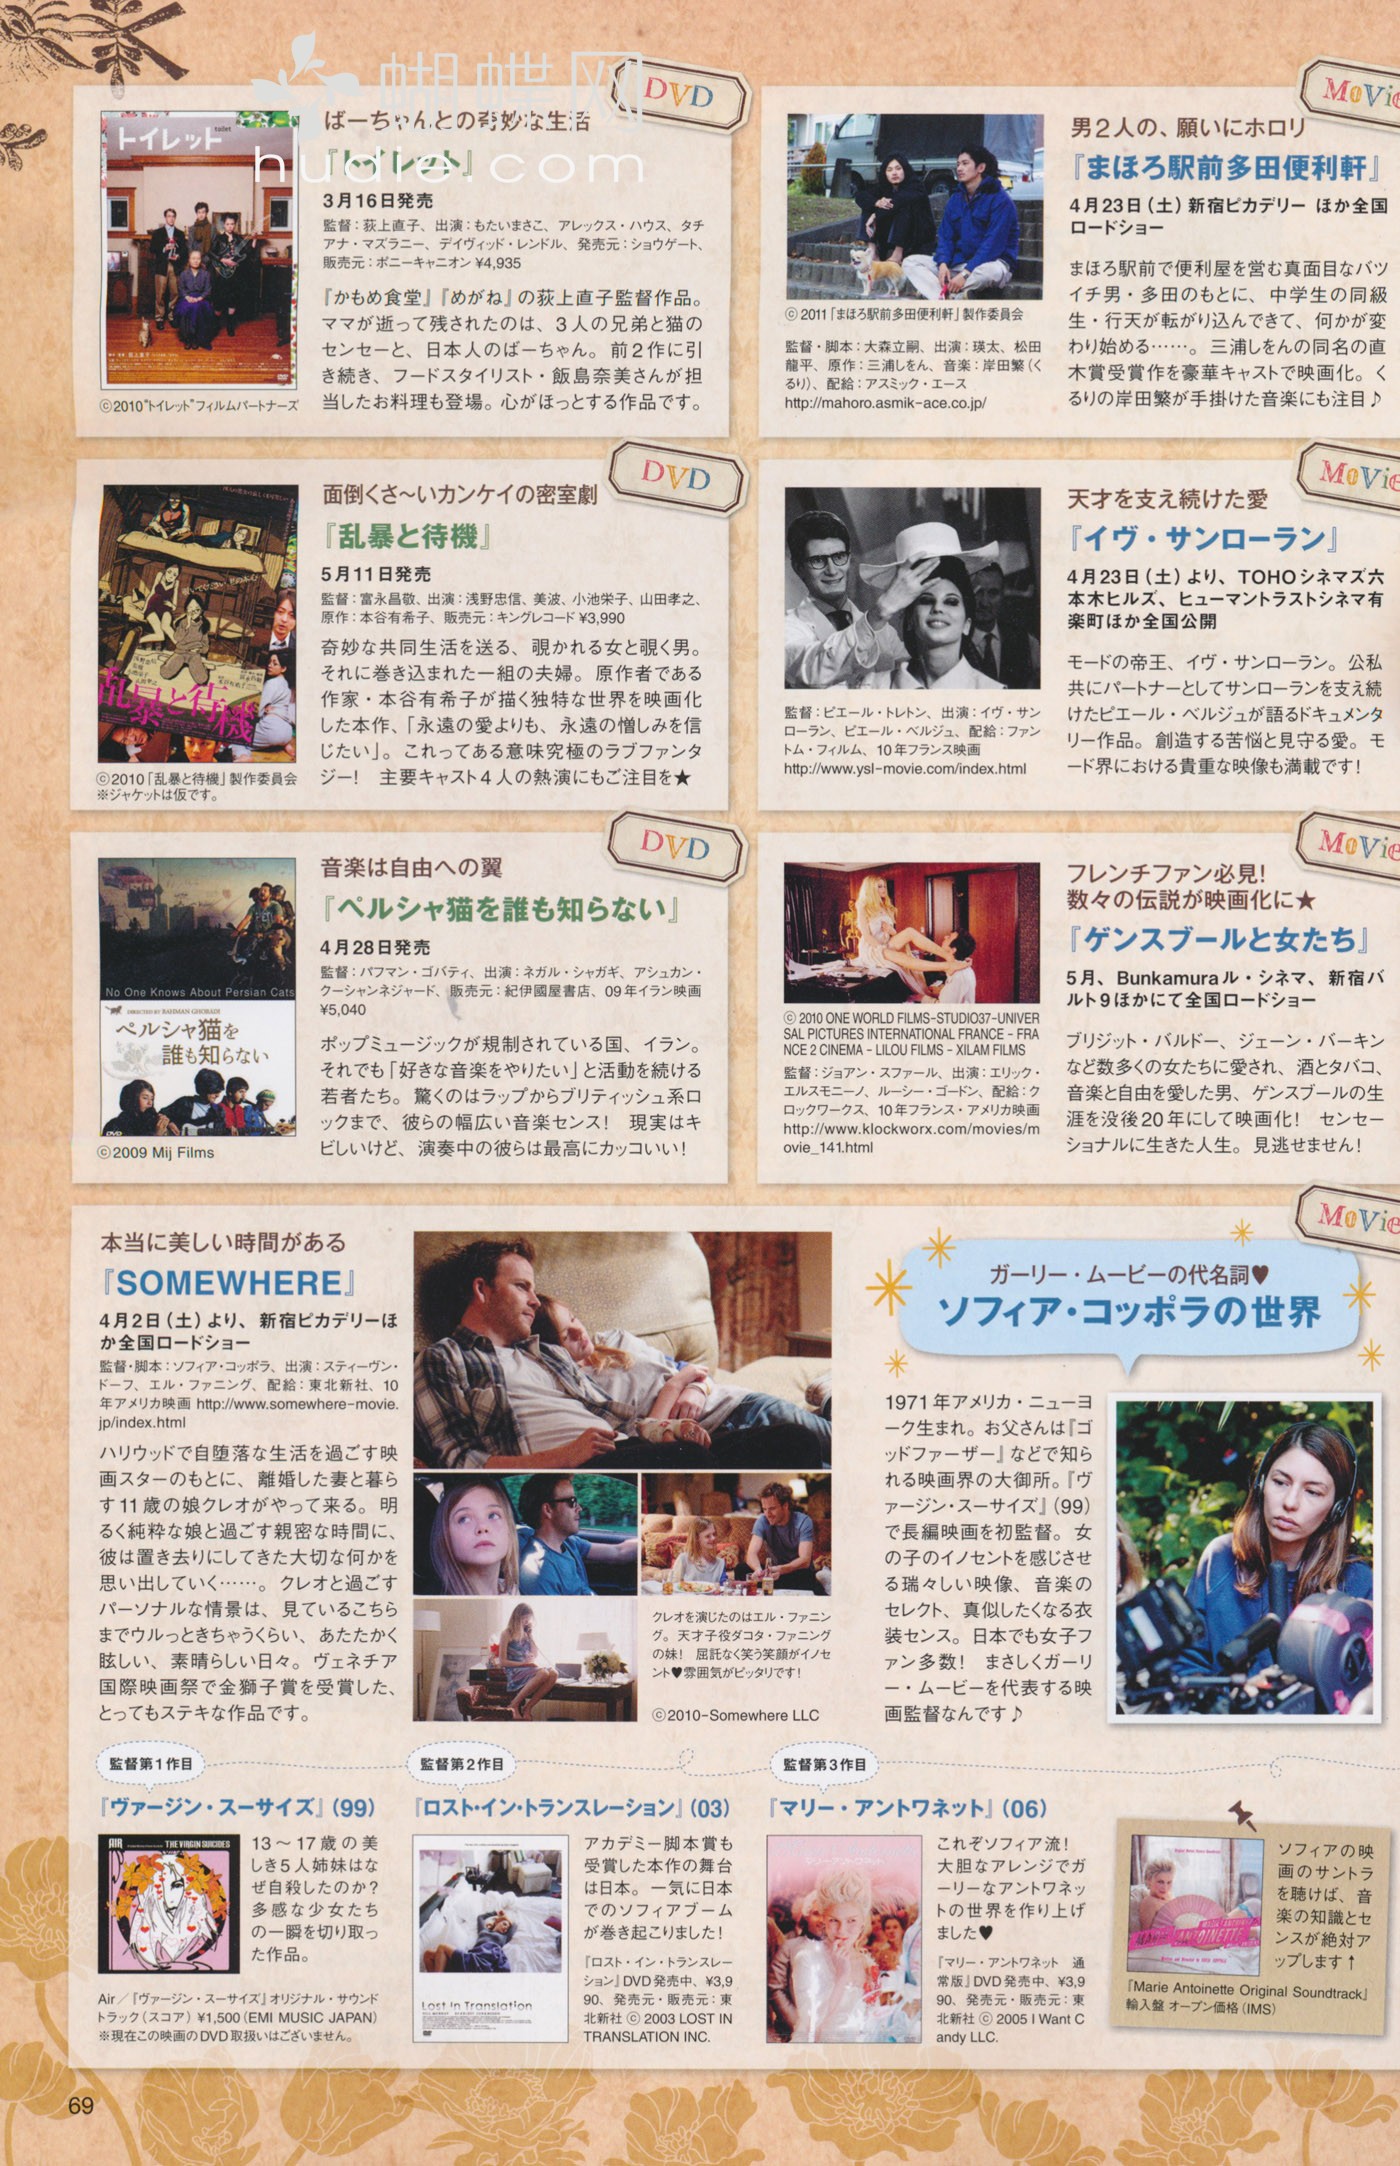 蝴蝶网
hudie.com
DVD
ばーちゃんとの奇妙な生活
『トイレット』
3月16日発売
監督：荻上直子、出演：もたいまさこ、アレックス・ハウス、タチ
アナ・マズラニー、デイヴィッド・レンドル、発売元：ショウゲート、
販売元：ポニーキャニオン ¥4,935
『かもめ食堂』『めがね』の荻上直子監督作品。
ママが逝って残されたのは、3人の兄弟と猫の
センセーと、日本人のばーちゃん。前2作に引
き続き、フードスタイリスト・飯島奈美さんが担
当したお料理も登場。心がほっとする作品です。
トイレット
toilet
©2010“トイレット”フィルムパートナーズ
MoVie
男2人の、願いにホロリ
『まほろ駅前多田便利軒』
4月23日（土）新宿ピカデリー ほか全国
ロードショー
まほろ駅前で便利屋を営む真面目なバツ
イチ男・多田のもとに、中学生の同級
生・行天が転がり込んできて、何かが変
わり始める……。三浦しをんの同名の直
木賞受賞作を豪華キャストで映画化。く
るりの岸田繁が手掛けた音楽にも注目♪
©2011「まほろ駅前多田便利軒」製作委員会
監督・脚本：大森立嗣、出演：瑛太、松田
龍平、原作：三浦しをん、音楽：岸田繁（く
るり）、配給：アスミック・エース
http://mahoro.asmik-ace.co.jp/
DVD
面倒くさ〜いカンケイの密室劇
『乱暴と待機』
5月11日発売
監督：富永昌敬、出演：浅野忠信、美波、小池栄子、山田孝之、
原作：本谷有希子、販売元：キングレコード ¥3,990
奇妙な共同生活を送る、覗かれる女と覗く男。
それに巻き込まれた一組の夫婦。原作者である
作家・本谷有希子が描く独特な世界を映画化
した本作、「永遠の愛よりも、永遠の憎しみを信
じたい」。これってある意味究極のラブファンタ
ジー！ 主要キャスト4人の熱演にもご注目を★
乱暴と待機
©2010「乱暴と待機」製作委員会
※ジャケットは仮です。
MoVie
天才を支え続けた愛
『イヴ・サンローラン』
4月23日（土）より、TOHOシネマズ六
本木ヒルズ、ヒューマントラストシネマ有
楽町ほか全国公開
モードの帝王、イヴ・サンローラン。公私
共にパートナーとしてサンローランを支え続
けたピエール・ベルジュが語るドキュメンタ
リー作品。創造する苦悩と見守る愛。モ
ード界における貴重な映像も満載です！
監督：ピエール・トレトン、出演：イヴ・サン
ローラン、ピエール・ベルジュ、配給：ファン
トム・フィルム、10年フランス映画
http://www.ysl-movie.com/index.html
DVD
音楽は自由への翼
『ペルシャ猫を誰も知らない』
4月28日発売
監督：バフマン・ゴバディ、出演：ネガル・シャガギ、アシュカン・
クーシャンネジャード、販売元：紀伊國屋書店、09年イラン映画
¥5,040
ポップミュージックが規制されている国、イラン。
それでも「好きな音楽をやりたい」と活動を続ける
若者たち。驚くのはラップからブリティッシュ系ロ
ックまで、彼らの幅広い音楽センス！ 現実はキ
ビしいけど、演奏中の彼らは最高にカッコいい！
No One Knows About Persian Cats
DIRECTED BY BAHMAN GHOBADI
ペルシャ猫を
誰も知らない
DVD
©2009 Mij Films
MoVie
フレンチファン必見！
数々の伝説が映画化に★
『ゲンスブールと女たち』
5月、Bunkamuraル・シネマ、新宿バ
ルト9ほかにて全国ロードショー
ブリジット・バルドー、ジェーン・バーキン
など数多くの女たちに愛され、酒とタバコ、
音楽と自由を愛した男、ゲンスブールの生
涯を没後20年にして映画化！ センセー
ショナルに生きた人生。見逃せません！
©2010 ONE WORLD FILMS-STUDIO37-UNIVER
SAL PICTURES INTERNATIONAL FRANCE - FRA
NCE 2 CINEMA - LILOU FILMS - XILAM FILMS
監督：ジョアン・スファール、出演：エリック・
エルスモニーノ、ルーシー・ゴードン、配給：ク
ロックワークス、10年フランス・アメリカ映画
http://www.klockworx.com/movies/m
ovie_141.html
MoVie
本当に美しい時間がある
『SOMEWHERE』
4月2日（土）より、新宿ピカデリーほ
か全国ロードショー
監督・脚本：ソフィア・コッポラ、出演：スティーヴン・
ドーフ、エル・ファニング、配給：東北新社、10
年アメリカ映画 http://www.somewhere-movie.
jp/index.html
ハリウッドで自堕落な生活を過ごす映
画スターのもとに、離婚した妻と暮ら
す11歳の娘クレオがやって来る。明
るく純粋な娘と過ごす親密な時間に、
彼は置き去りにしてきた大切な何かを
思い出していく……。クレオと過ごす
パーソナルな情景は、見ているこちら
までウルっときちゃうくらい、あたたかく
眩しい、素晴らしい日々。ヴェネチア
国際映画祭で金獅子賞を受賞した、
とってもステキな作品です。
クレオを演じたのはエル・ファニン
グ。天才子役ダコタ・ファニング
の妹！ 屈託なく笑う笑顔がイノセ
ント♥雰囲気がピッタリです！
©2010-Somewhere LLC
ガーリー・ムービーの代名詞♥
ソフィア・コッポラの世界
1971年アメリカ・ニューヨ
ーク生まれ。お父さんは『ゴ
ッドファーザー』などで知ら
れる映画界の大御所。『ヴ
ァージン・スーサイズ』（99）
で長編映画を初監督。女
の子のイノセントを感じさせ
る瑞々しい映像、音楽の
セレクト、真似したくなる衣
装センス。日本でも女子フ
ァン多数！ まさしくガーリ
ー・ムービーを代表する映
画監督なんです♪
監督第1作目
『ヴァージン・スーサイズ』（99）
AIR
THE VIRGIN SUICIDES
13〜17歳の美
しき5人姉妹はな
ぜ自殺したのか？
多感な少女たち
の一瞬を切り取っ
た作品。
Air／『ヴァージン・スーサイズ』オリジナル・サウンド
トラック（スコア）¥1,500（EMI MUSIC JAPAN）
※現在この映画のDVD取扱いはございません。
監督第2作目
『ロスト・イン・トランスレーション』（03）
Lost in Translation
アカデミー脚本賞も
受賞した本作の舞台
は日本。一気に日本
でのソフィアブーム
が巻き起こりました！
『ロスト・イン・トランスレー
ション』DVD発売中、¥3,9
90、発売元・販売元：東
北新社 ©2003 LOST IN
TRANSLATION INC.
監督第3作目
『マリー・アントワネット』（06）
マリー・アントワネット
これぞソフィア流！
大胆なアレンジでガ
ーリーなアントワネッ
トの世界を作り上げ
ました♥
『マリー・アントワネット 通
常版』DVD発売中、¥3,9
90、発売元・販売元：東
北新社 ©2005 I Want C
andy LLC.
ソフィアの映
画のサントラ
を聴けば、音
楽の知識とセ
ンスが絶対ア
ップします↑
『Marie Antoinette Original Soundtrack』
輸入盤 オープン価格（IMS）
69